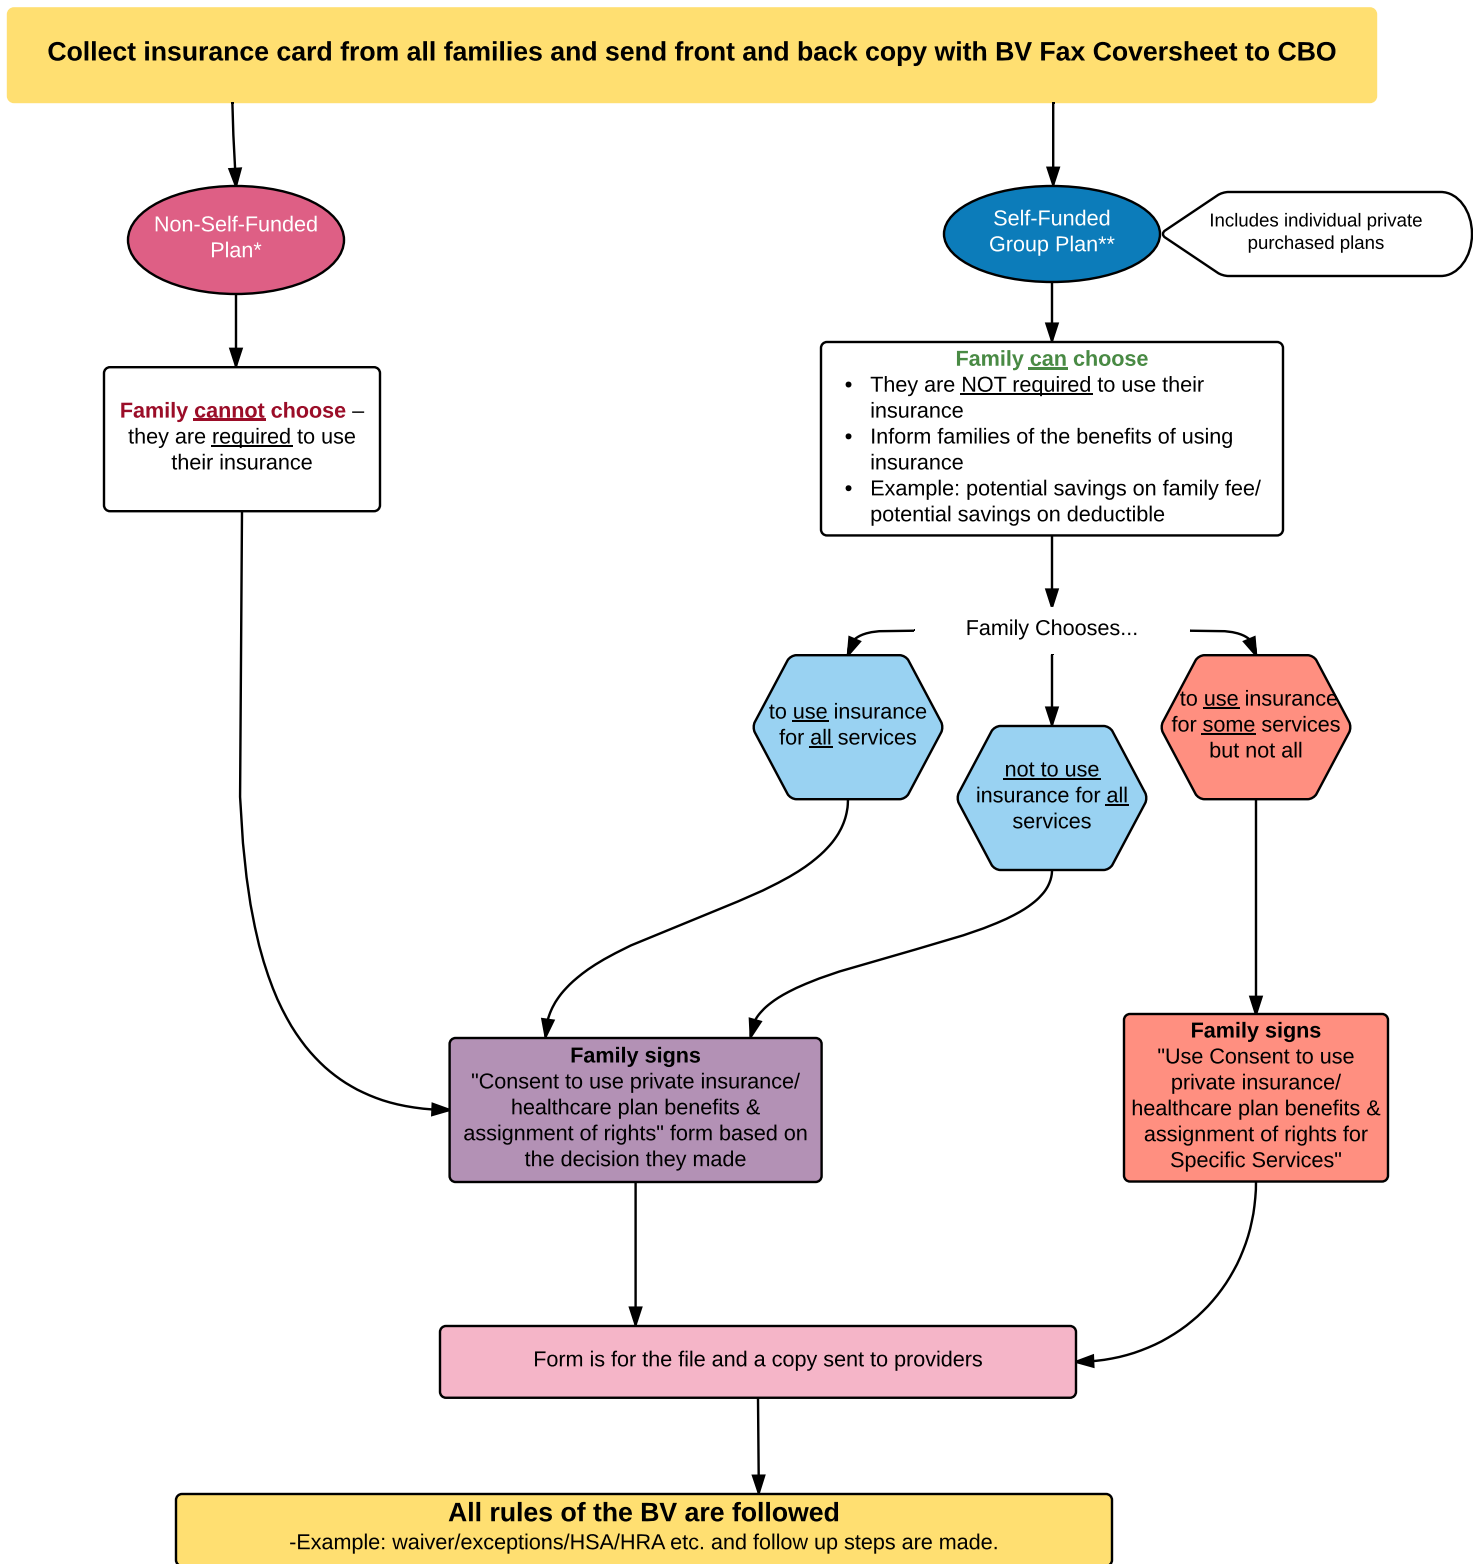 Collect insurance card from all families and send front and back copy with BV Fax Coversheet to CBO
Non-Self-Funded
Plan*
Self-Funded
Group Plan**
Includes individual private
purchased plans
Family cannot choose –
they are required to use
their insurance
Family can choose
• They are NOT required to use their
insurance
• Inform families of the benefits of using
insurance
• Example: potential savings on family fee/
potential savings on deductible
Family Chooses...
to use insurance
for all services
not to use
insurance for all
services
to use insurance
for some services
but not all
Family signs
"Consent to use private insurance/
healthcare plan benefits &
assignment of rights" form based on
the decision they made
Family signs
"Use Consent to use
private insurance/
healthcare plan benefits &
assignment of rights for
Specific Services"
Form is for the file and a copy sent to providers
All rules of the BV are followed
-Example: waiver/exceptions/HSA/HRA etc. and follow up steps are made.